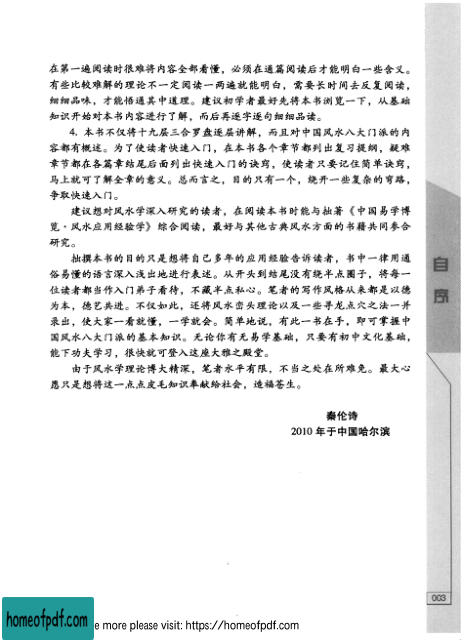 在第一遍阅读时很难将内容全部看懂，必须在通篇阅读后才能明白一些含义。
有些比较难解的理论不一定阅读一两遍就能明白，需要长时间去反复阅读，
细细品味，才能悟通其中道理。建议初学者最好先将本书浏览一下，从基础
知识开始对本书内容进行了解，而后再逐字逐句细细品读。
4. 本书不仅将十九层三合罗盘逐层讲解，而且对中国风水八大门派的内
容都有概述。为了使读者快速入门，在本书各个章节都列出复习提纲，疑难
章节都在各篇章结尾后面列出快速入门的诀窍，使读者只要记住简单诀窍，
马上就可了解全章的意义。总而言之，目的只有一个，绕开一些复杂的弯路，
争取快速入门。
建议想对风水学深入研究的读者，在阅读本书时能与拙著《中国易学博
览·风水应用经验学》综合阅读，最好与其他古典风水方面的书籍共同参合
研究。
拙撰本书的目的只是想将自己多年的应用经验告诉读者，书中一律用通
俗易懂的语言深入浅出地进行表述。从开头到结尾没有绕半点圈子，将每一
位读者都当作入门弟子看待，不藏半点私心。笔者的写作风格从来都是以德
为本，德艺共进。不仅如此，还将风水峦头理论以及一些寻龙点穴之法一并
录出，使大家一看就懂，一学就会。简单地说，有此一书在手，即可掌握中
国风水八大门派的基本知识。无论你有无易学基础，只要有初中文化基础，
能下功夫学习，很快就可登入这座大雅之殿堂。
由于风水学理论博大精深，笔者水平有限，不当之处在所难免。最大心
愿只是想将这一点点皮毛知识奉献给社会，造福苍生。
秦伦诗
2010 年于中国哈尔滨
自
序
003
homeofpdf.com
e more please visit: https://homeofpdf.com